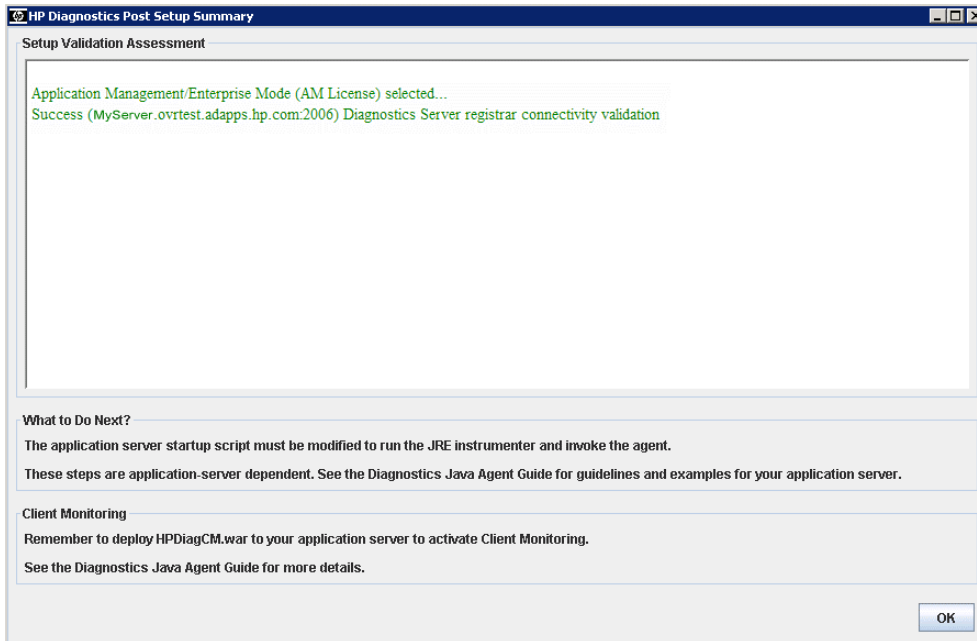 HP Diagnostics Post Setup Summary
Setup Validation Assessment
Application Management/Enterprise Mode (AM License) selected...
Success (MyServer.ovrtest.adapps.hp.com:2006) Diagnostics Server registrar connectivity validation
What to Do Next?
The application server startup script must be modified to run the JRE instrumenter and invoke the agent.
These steps are application-server dependent. See the Diagnostics Java Agent Guide for guidelines and examples for your application server.
Client Monitoring
Remember to deploy HPDiagCM.war to your application server to activate Client Monitoring.
See the Diagnostics Java Agent Guide for more details.
OK